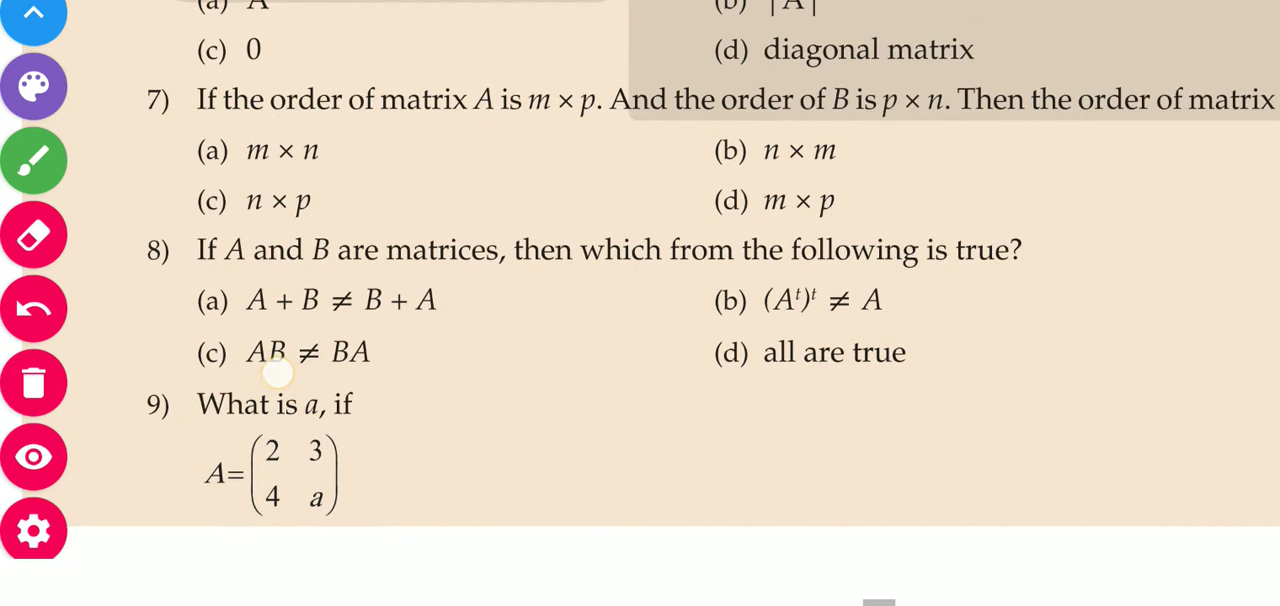 (c) 0 (d) diagonal matrix
7) If the order of matrix A is m × p. And the order of B is p × n. Then the order of matrix
(a) m × n (b) n × m
(c) n × p (d) m × p
8) If A and B are matrices, then which from the following is true?
(a) A + B ≠ B + A (b) (Aᵗ)ᵗ ≠ A
(c) AB ≠ BA (d) all are true
9) What is a, if
2 3
A=
4 a